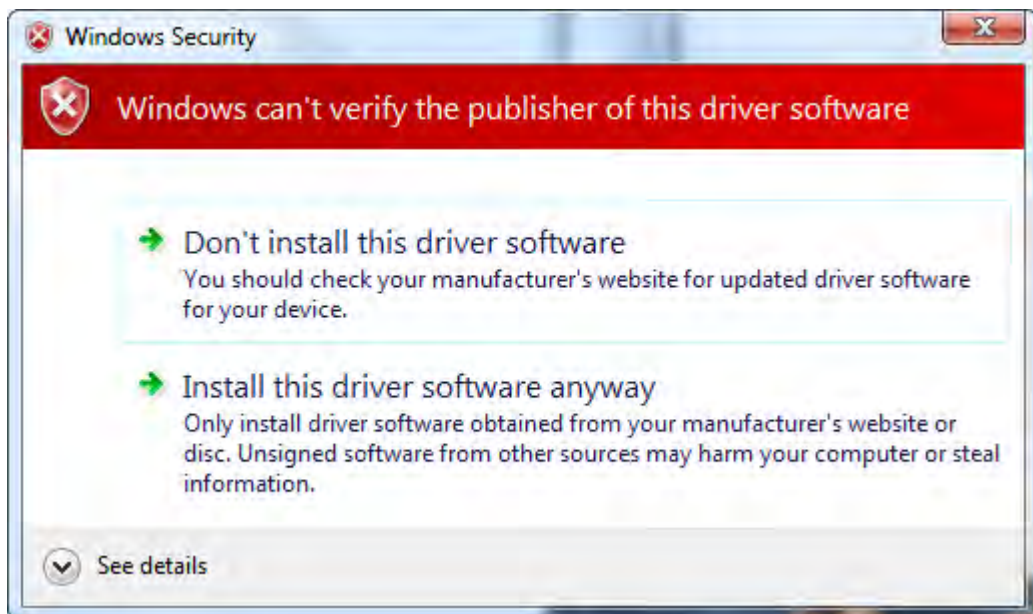 Windows Security
Windows can't verify the publisher of this driver software
Don't install this driver software
You should check your manufacturer's website for updated driver software
for your device.
Install this driver software anyway
Only install driver software obtained from your manufacturer's website or
disc. Unsigned software from other sources may harm your computer or steal
information.
See details